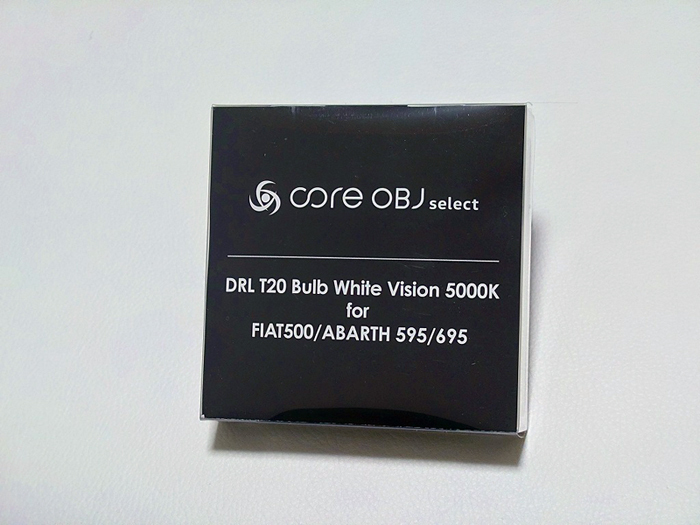 core OBJ select
DRL T20 Bulb White Vision 5000K
for
FIAT500/ABARTH 595/695